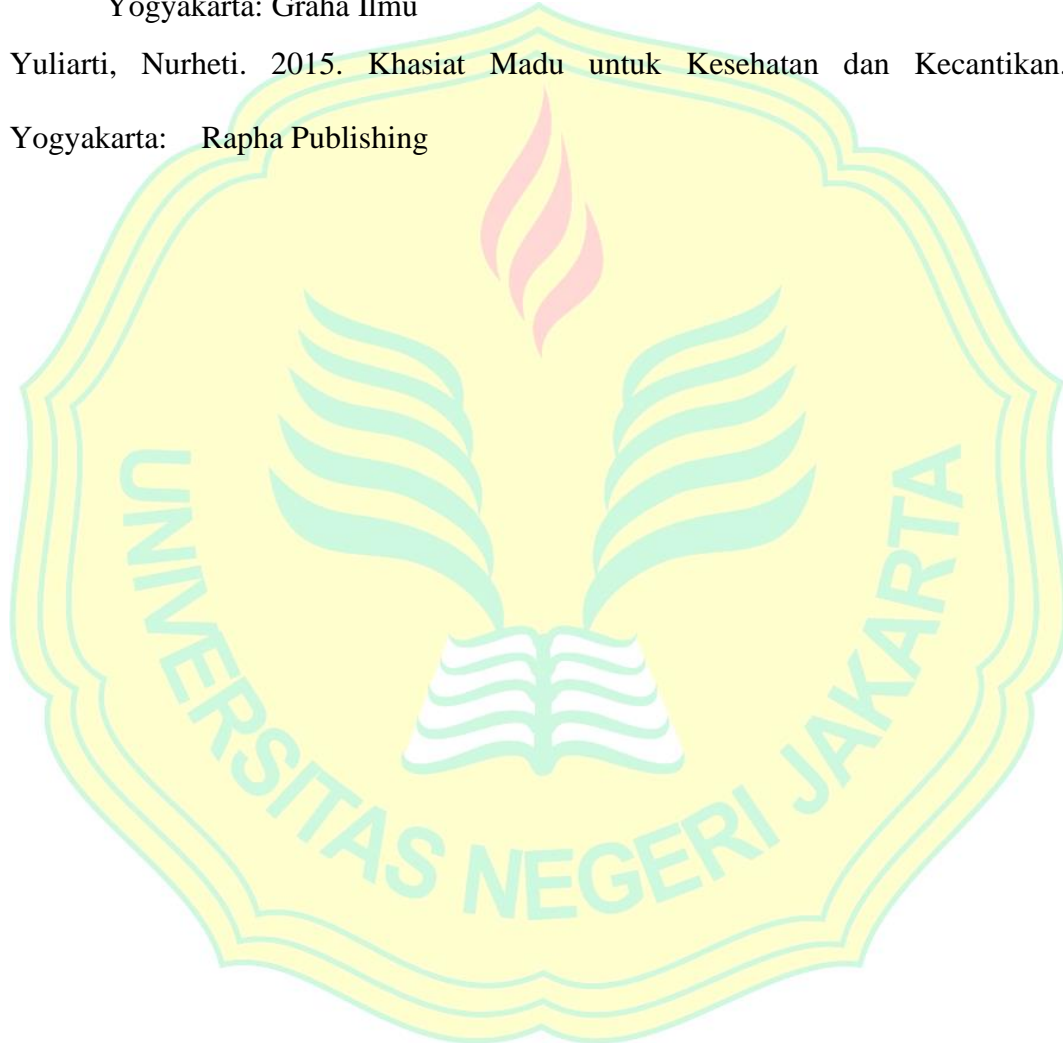 Yogyakarta: Graha Ilmu
Yuliarti, Nurheti. 2015. Khasiat Madu untuk Kesehatan dan Kecantikan.
Yogyakarta: Rapha Publishing
UNIVERSITAS NEGERI JAKARTA